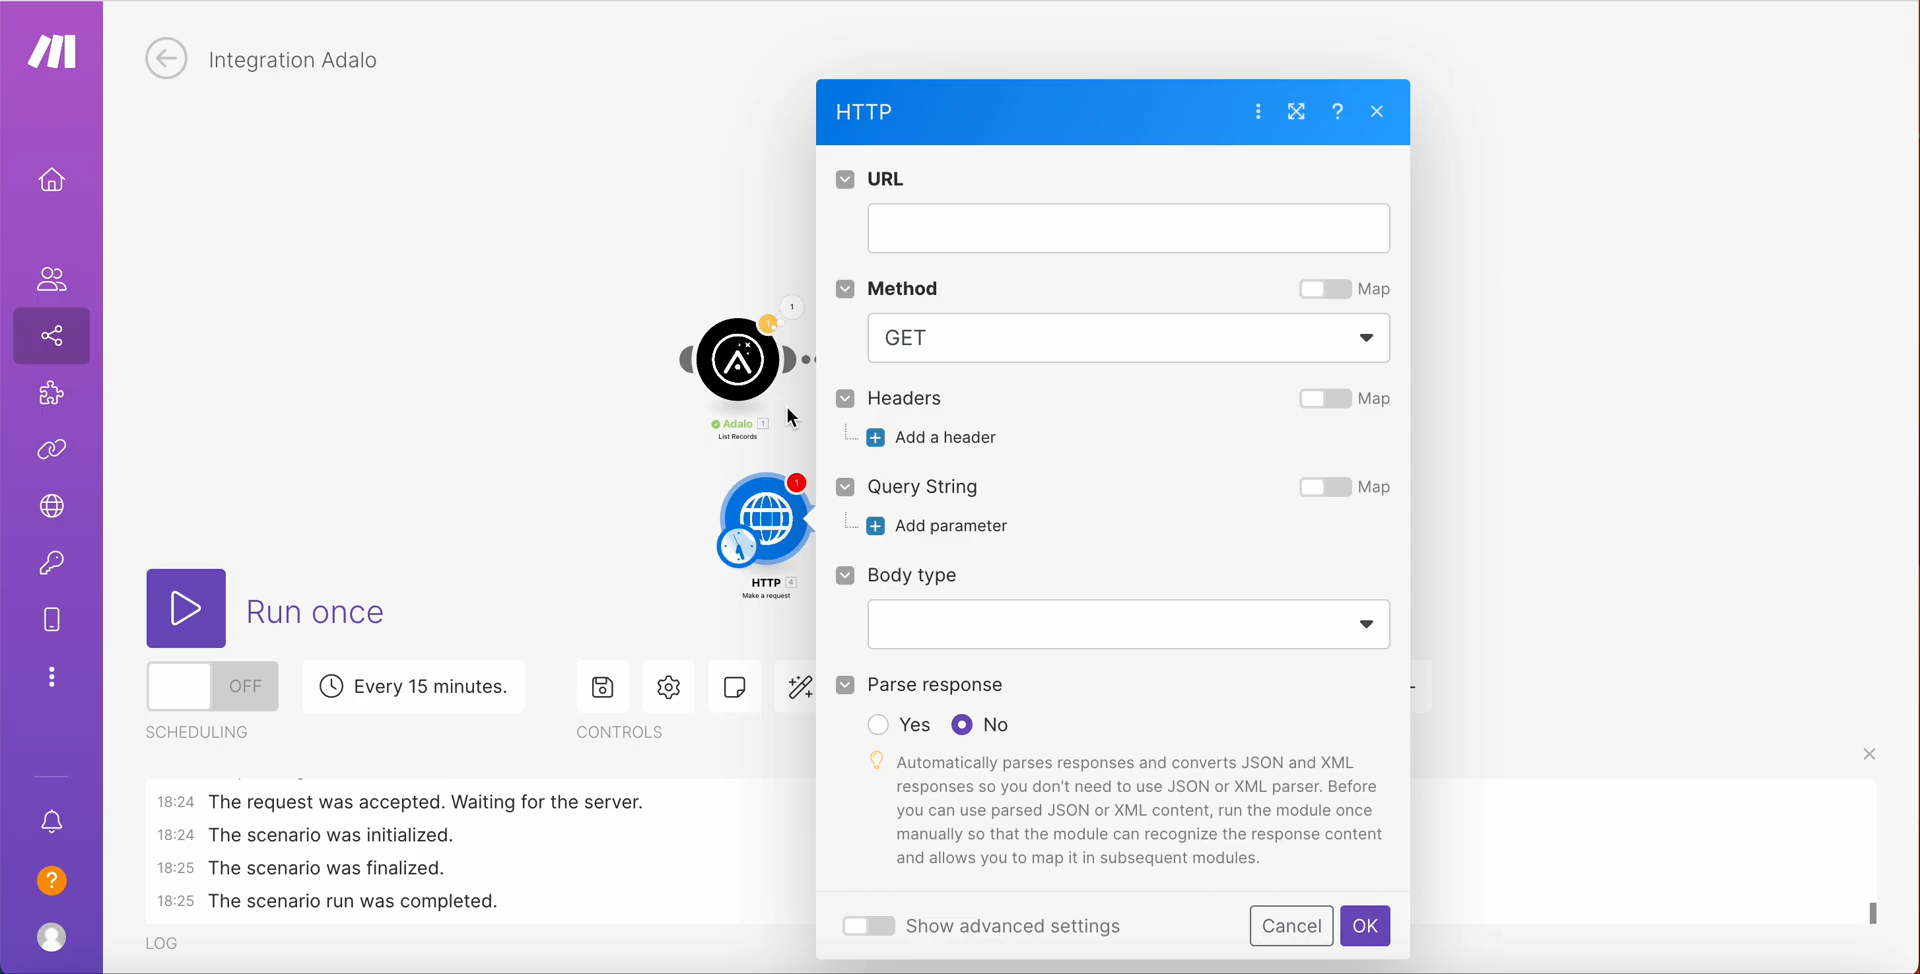 Integration Adalo
HTTP
?
URL
Method
Map
GET
Headers
Map
Add a header
Query String
Map
Add parameter
Body type
Parse response
Yes
No
Automatically parses responses and converts JSON and XML
responses so you don't need to use JSON or XML parser. Before
you can use parsed JSON or XML content, run the module once
manually so that the module can recognize the response content
and allows you to map it in subsequent modules.
Show advanced settings
Cancel
OK
1
1
Adalo 1
List Records
1
HTTP 4
Make a request
Run once
OFF
Every 15 minutes.
SCHEDULING
CONTROLS
18:24 The request was accepted. Waiting for the server.
18:24 The scenario was initialized.
18:25 The scenario was finalized.
18:25 The scenario run was completed.
LOG
?